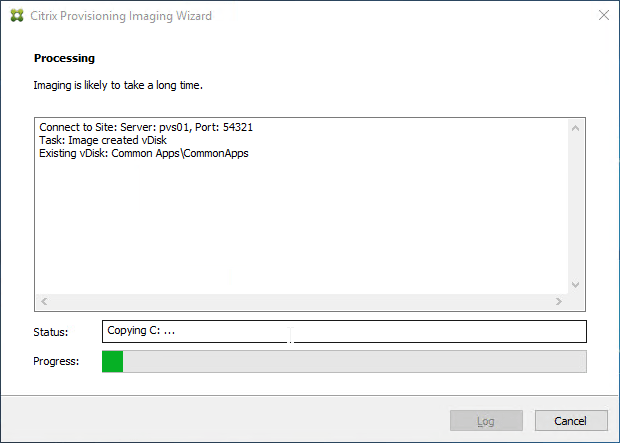 Citrix Provisioning Imaging Wizard
Processing
Imaging is likely to take a long time.
Connect to Site: Server: pvs01, Port: 54321
Task: Image created vDisk
Existing vDisk: Common Apps\CommonApps
Status: Copying C: ...
Progress:
Log Cancel